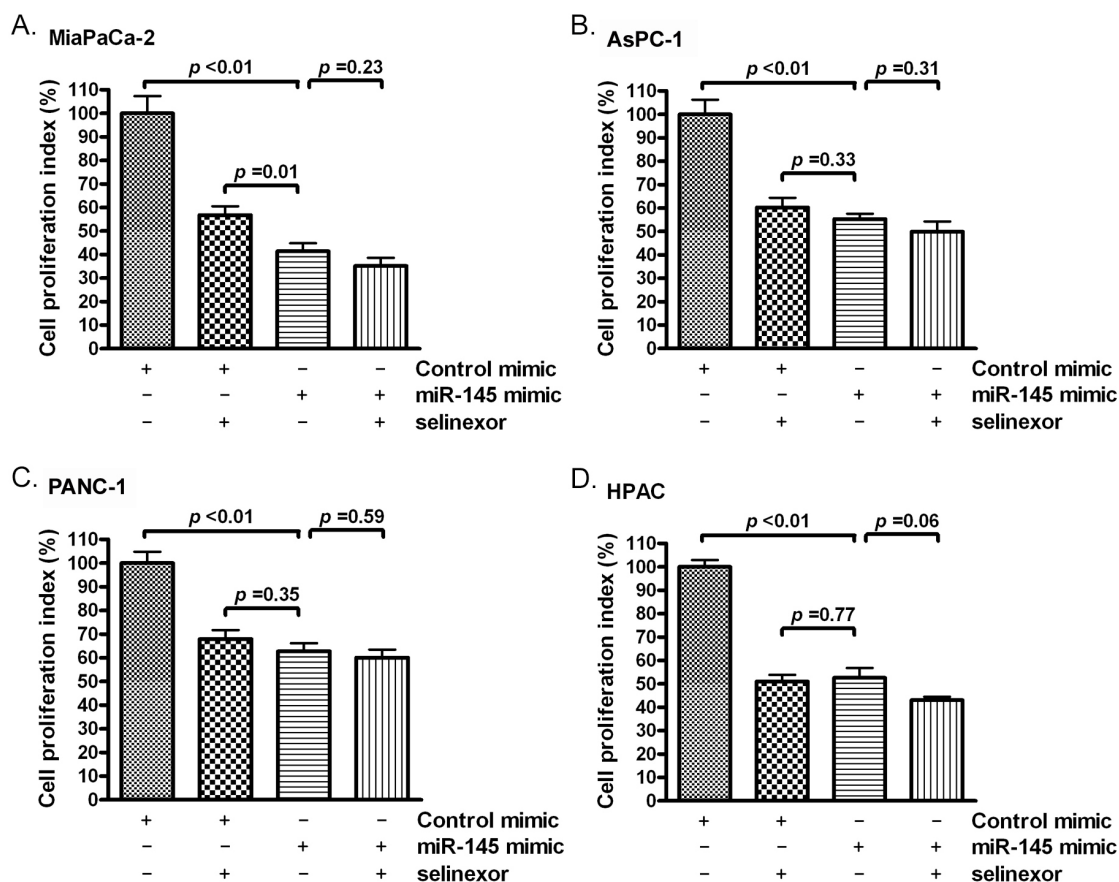 A. MiaPaCa-2
p <0.01
p =0.23
p =0.01
Cell proliferation index (%)
110
100
90
80
70
60
50
40
30
20
10
0
+ + − − Control mimic
− − + + miR-145 mimic
− + − + selinexor
B. AsPC-1
p <0.01
p =0.31
p =0.33
Cell proliferation index (%)
110
100
90
80
70
60
50
40
30
20
10
0
+ + − − Control mimic
− − + + miR-145 mimic
− + − + selinexor
C. PANC-1
p <0.01
p =0.59
p =0.35
Cell proliferation index (%)
110
100
90
80
70
60
50
40
30
20
10
0
+ + − − Control mimic
− − + + miR-145 mimic
− + − + selinexor
D. HPAC
p <0.01
p =0.06
p =0.77
Cell proliferation index (%)
110
100
90
80
70
60
50
40
30
20
10
0
+ + − − Control mimic
− − + + miR-145 mimic
− + − + selinexor